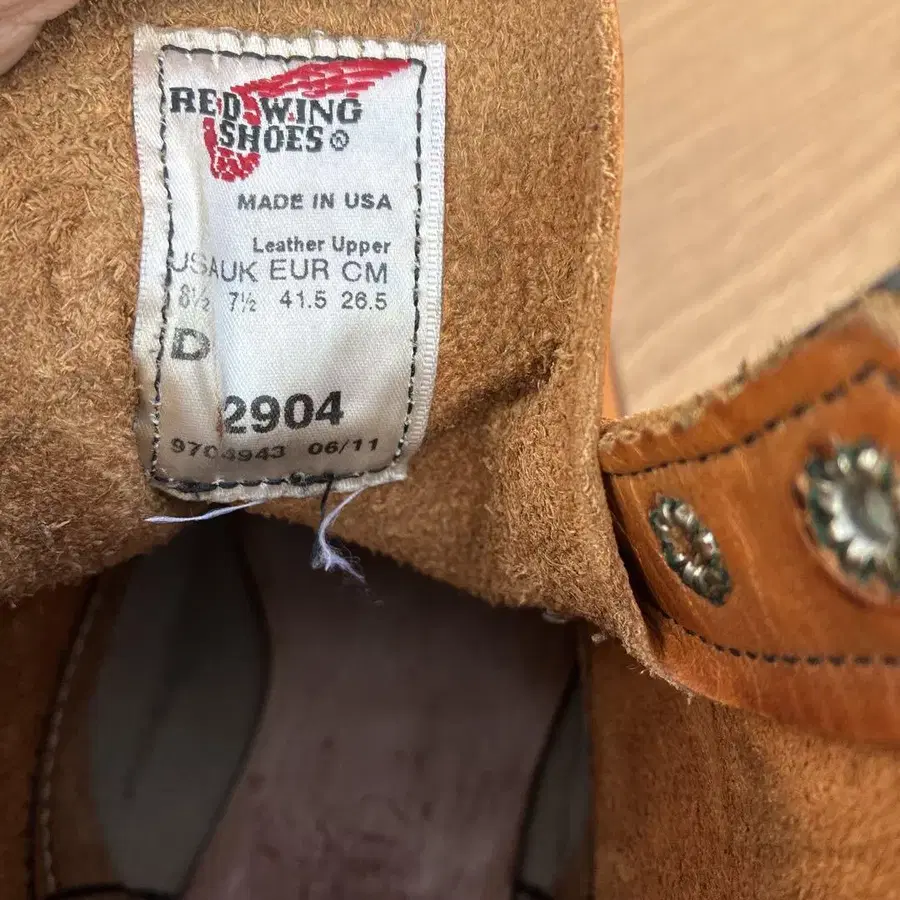 RED WING
SHOES®
MADE IN USA
Leather Upper
USA UK EUR CM
8½ 7½ 41.5 26.5
D
2904
9704943 06/11